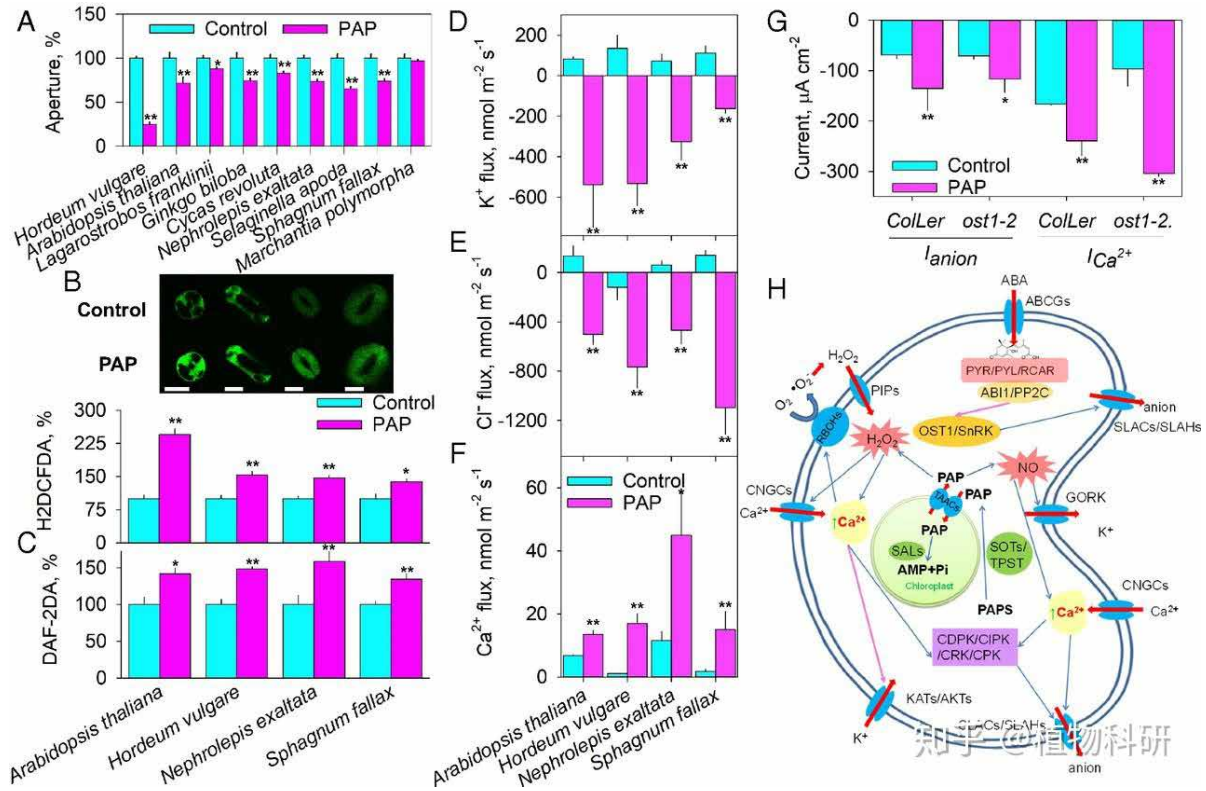 A
Control
PAP
Aperture, %
150
100
50
0
**
**
*
**
**
**
**
**
Hordeum vulgare
Arabidopsis thaliana
Lagarostrobos franklinii
Ginkgo biloba
Cycas revoluta
Nephrolepis exaltata
Selaginella apoda
Sphagnum fallax
Marchantia polymorpha
B
Control
PAP
Control
PAP
H2DCFDA, %
300
225
150
75
0
**
**
**
*
C
DAF-2DA, %
150
100
50
0
*
**
**
**
Arabidopsis thaliana
Hordeum vulgare
Nephrolepis exaltata
Sphagnum fallax
D
K⁺ flux, nmol m⁻² s⁻¹
200
0
-200
-400
-600
**
**
**
**
E
Cl⁻ flux, nmol m⁻² s⁻¹
0
-400
-800
-1200
**
**
**
**
F
Ca²⁺ flux, nmol m⁻² s⁻¹
Control
PAP
60
40
20
0
**
**
*
**
Arabidopsis thaliana
Hordeum vulgare
Nephrolepis exaltata
Sphagnum fallax
G
Current, µA cm⁻²
0
-100
-200
-300
**
*
**
**
Control
PAP
ColLer
ost1-2
ColLer
ost1-2.
I anion
I Ca²⁺
H
ABA
ABCGs
PYR/PYL/RCAR
ABI1/PP2C
OST1/SnRK
anion
SLACs/SLAHs
H₂O₂
O₂
•O₂⁻
PIPs
RBOHs
H₂O₂
NO
PAP
PAP
TAACs
PAP
SALs
AMP+Pi
Chloroplast
SOTs/
TPST
PAPS
GORK
K⁺
CNGCs
Ca²⁺
↑Ca²⁺
CNGCs
Ca²⁺
↑Ca²⁺
CDPK/CIPK
/CRK/CPK
KATs/AKTs
K⁺
SLACs/SLAHs
anion
知乎 @植物科研